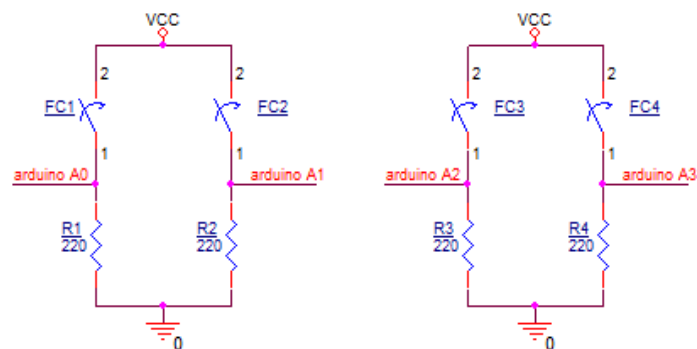 VCC
VCC
2
2
2
2
FC1
FC2
FC3
FC4
1
1
1
1
arduino A0
arduino A1
arduino A2
arduino A3
R1
220
R2
220
R3
220
R4
220
0
0